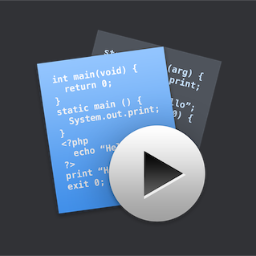 int main(void) {
return 0;
}
static main () {
System.out.print;
}
<?php
echo "He
?>
print "H
exit 0;
(arg) {
print;
llo";
0) {